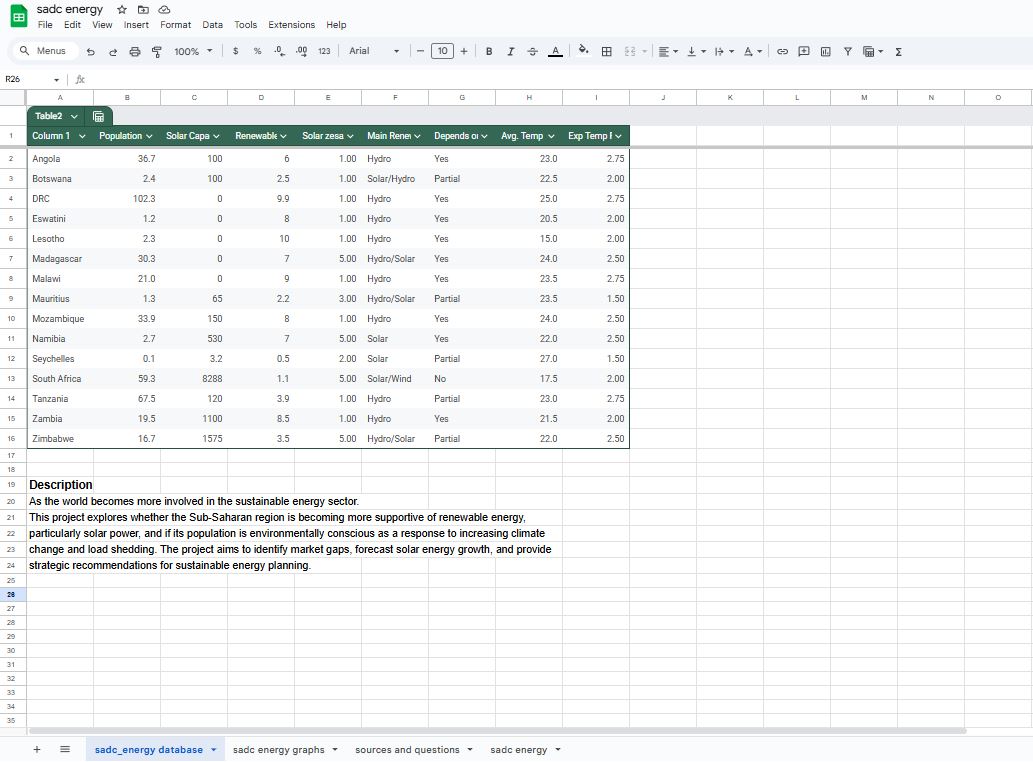 sadc energy
File Edit View Insert Format Data Tools Extensions Help
Menus 100% $ % .0 .00 123 Arial 10 B I A
R26 fx
A B C D E F G H I J K L M N O
Table2
1 Column 1 Population Solar Capa Renewable Solar zesa Main Renew Depends o Avg. Temp Exp Temp
2 Angola 36.7 100 6 1.00 Hydro Yes 23.0 2.75
3 Botswana 2.4 100 2.5 1.00 Solar/Hydro Partial 22.5 2.00
4 DRC 102.3 0 9.9 1.00 Hydro Yes 25.0 2.75
5 Eswatini 1.2 0 8 1.00 Hydro Yes 20.5 2.00
6 Lesotho 2.3 0 10 1.00 Hydro Yes 15.0 2.00
7 Madagascar 30.3 0 7 5.00 Hydro/Solar Yes 24.0 2.50
8 Malawi 21.0 0 9 1.00 Hydro Yes 23.5 2.75
9 Mauritius 1.3 65 2.2 3.00 Hydro/Solar Partial 23.5 1.50
10 Mozambique 33.9 150 8 1.00 Hydro Yes 24.0 2.50
11 Namibia 2.7 530 7 5.00 Solar Yes 22.0 2.50
12 Seychelles 0.1 3.2 0.5 2.00 Solar Partial 27.0 1.50
13 South Africa 59.3 8288 1.1 5.00 Solar/Wind No 17.5 2.00
14 Tanzania 67.5 120 3.9 1.00 Hydro Partial 23.0 2.75
15 Zambia 19.5 1100 8.5 1.00 Hydro Yes 21.5 2.00
16 Zimbabwe 16.7 1575 3.5 5.00 Hydro/Solar Partial 22.0 2.50
17
18
19 Description
20 As the world becomes more involved in the sustainable energy sector.
21 This project explores whether the Sub-Saharan region is becoming more supportive of renewable energy,
22 particularly solar power, and if its population is environmentally conscious as a response to increasing climate
23 change and load shedding. The project aims to identify market gaps, forecast solar energy growth, and provide
24 strategic recommendations for sustainable energy planning.
25
26
27
28
29
30
31
32
33
34
35
sadc_energy database sadc energy graphs sources and questions sadc energy